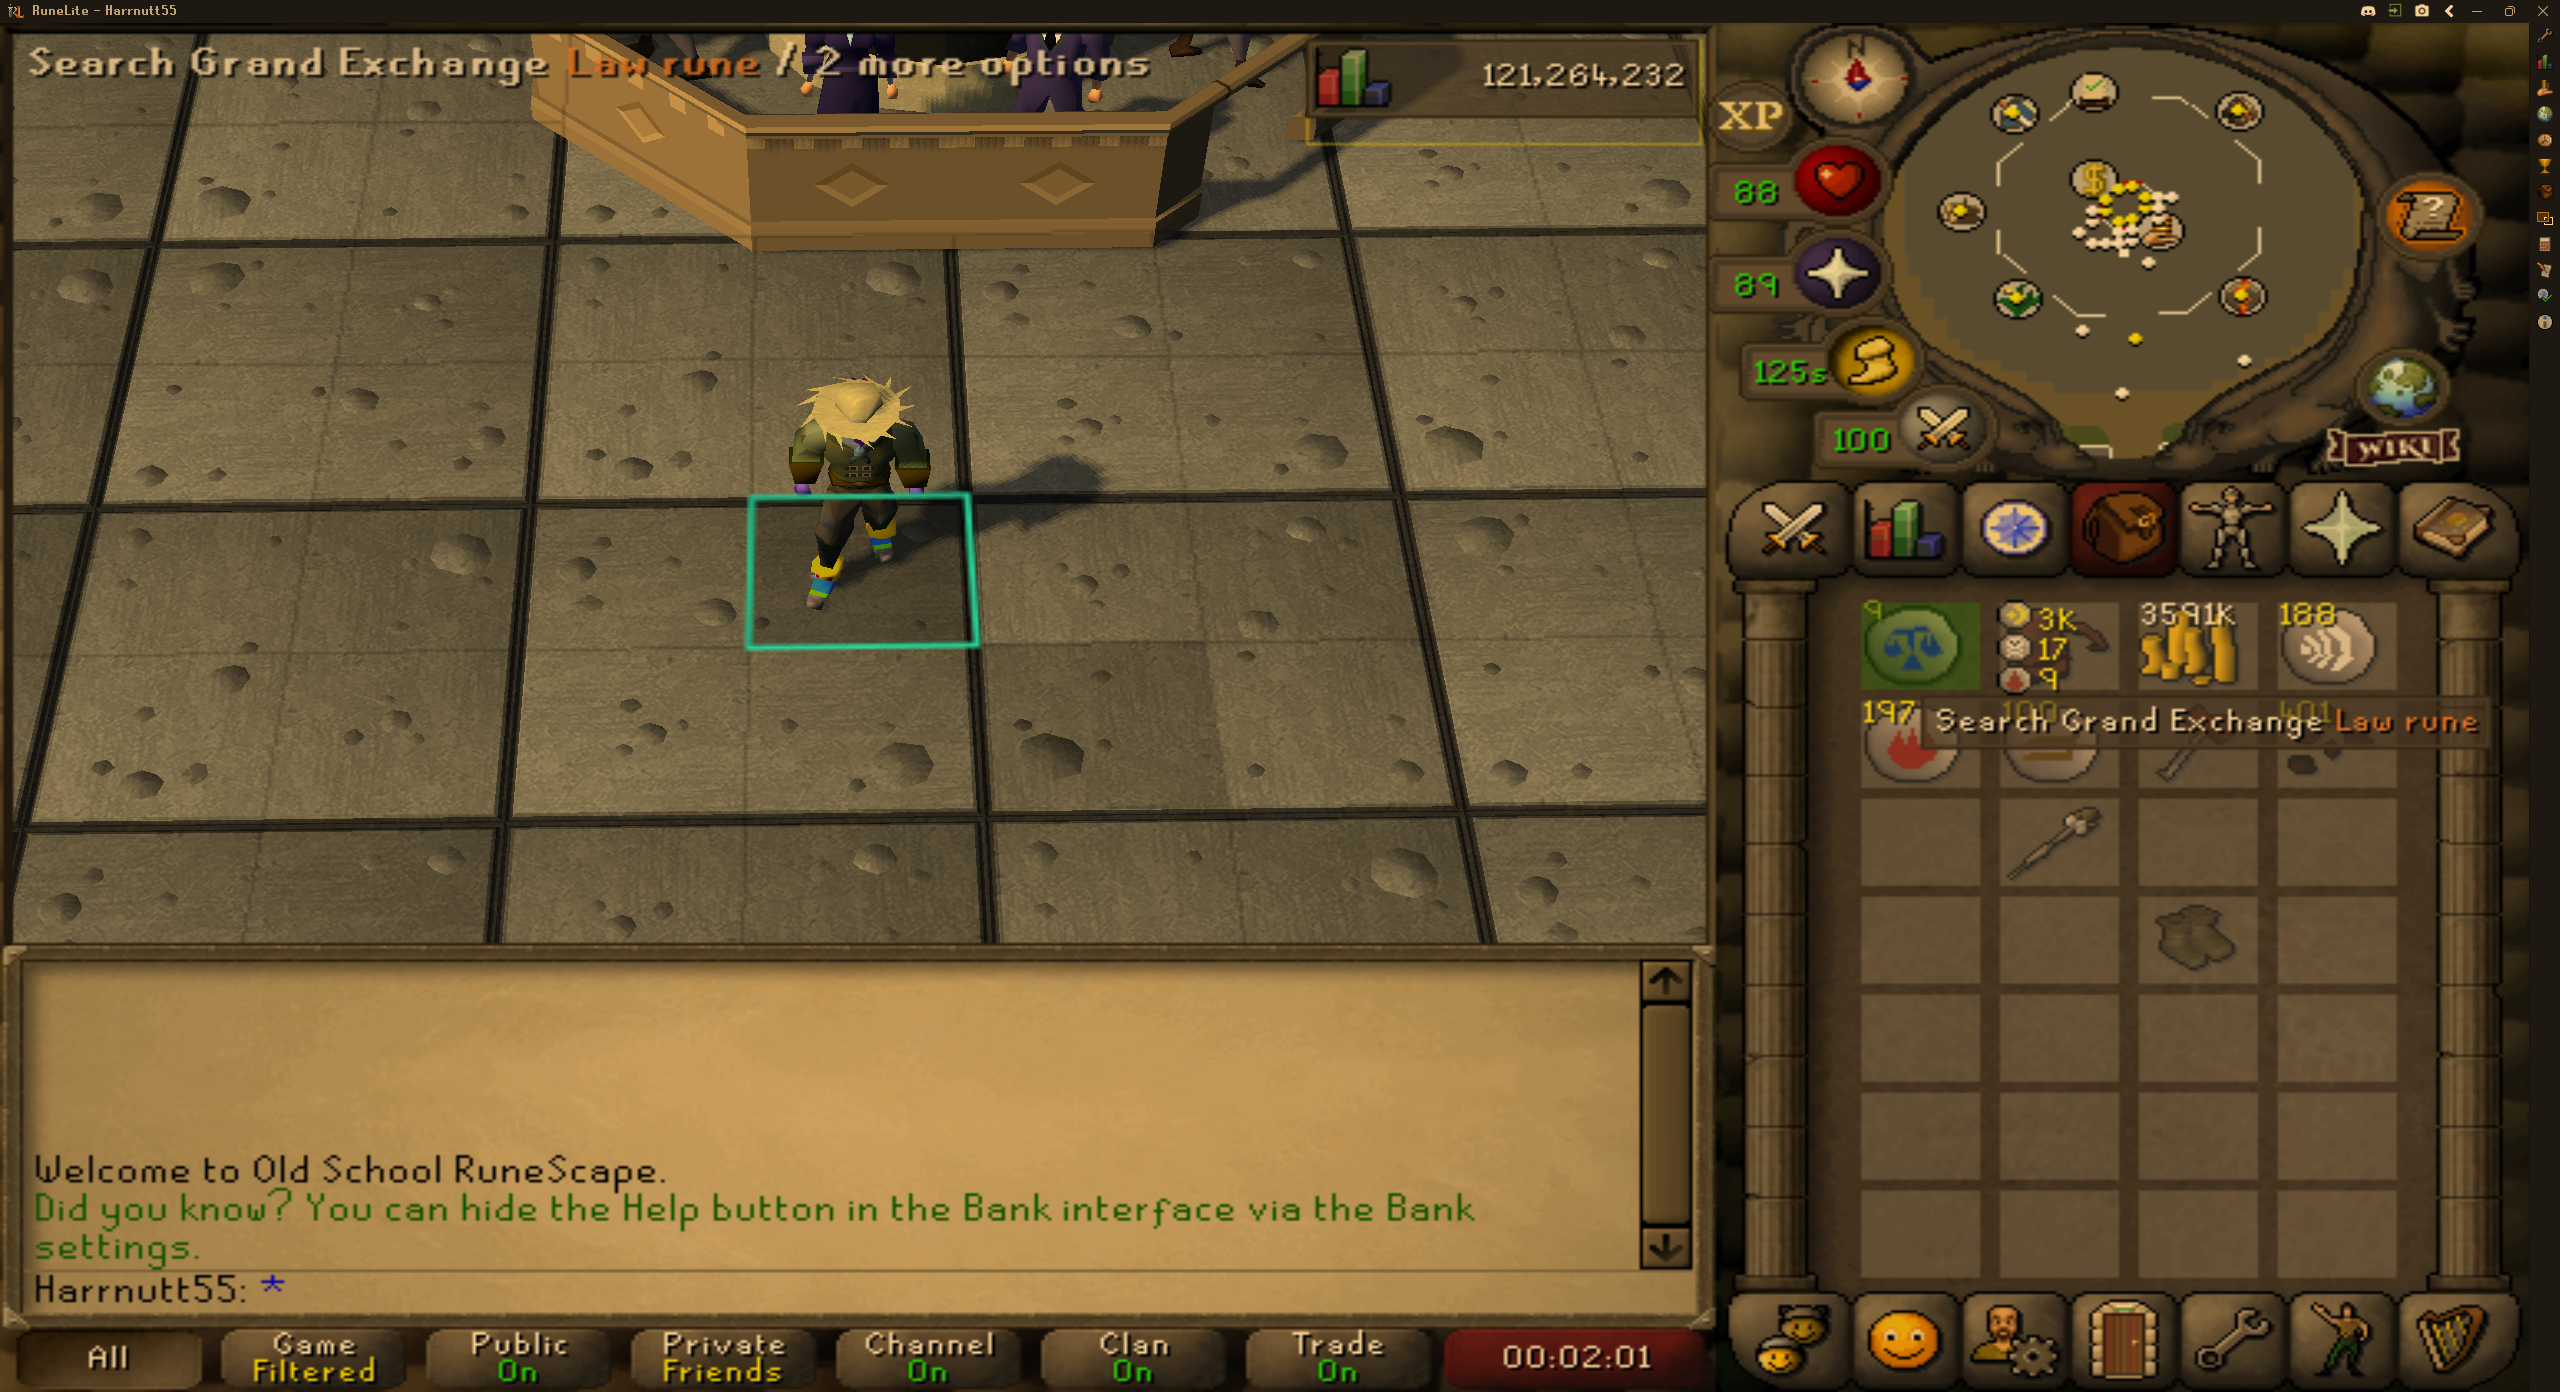 RuneLite - Harrnutt55
Search Grand Exchange Law rune / 2 more options
121,264,232
N
XP
88
89
125s
100
WIKI
9
3K
17
9
3591K
188
197
Search Grand Exchange Law rune
Welcome to Old School RuneScape.
Did you know? You can hide the Help button in the Bank interface via the Bank
settings.
Harrnutt55: *
All
Game
Filtered
Public
On
Private
Friends
Channel
On
Clan
On
Trade
On
00:02:01